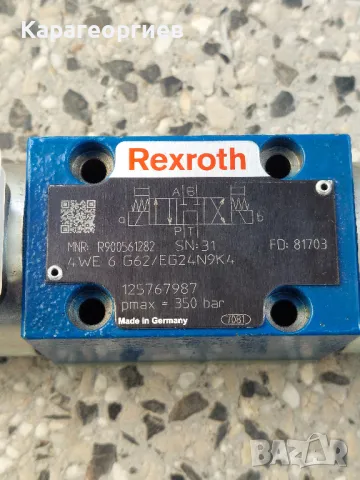 Карагеоргиев
Rexroth
A B
a b
P T
MNR: R900561282 SN: 31 FD: 81703
4WE 6 G62/EG24N9K4
125767987
pmax = 350 bar
Made in Germany 7081
BAZAR